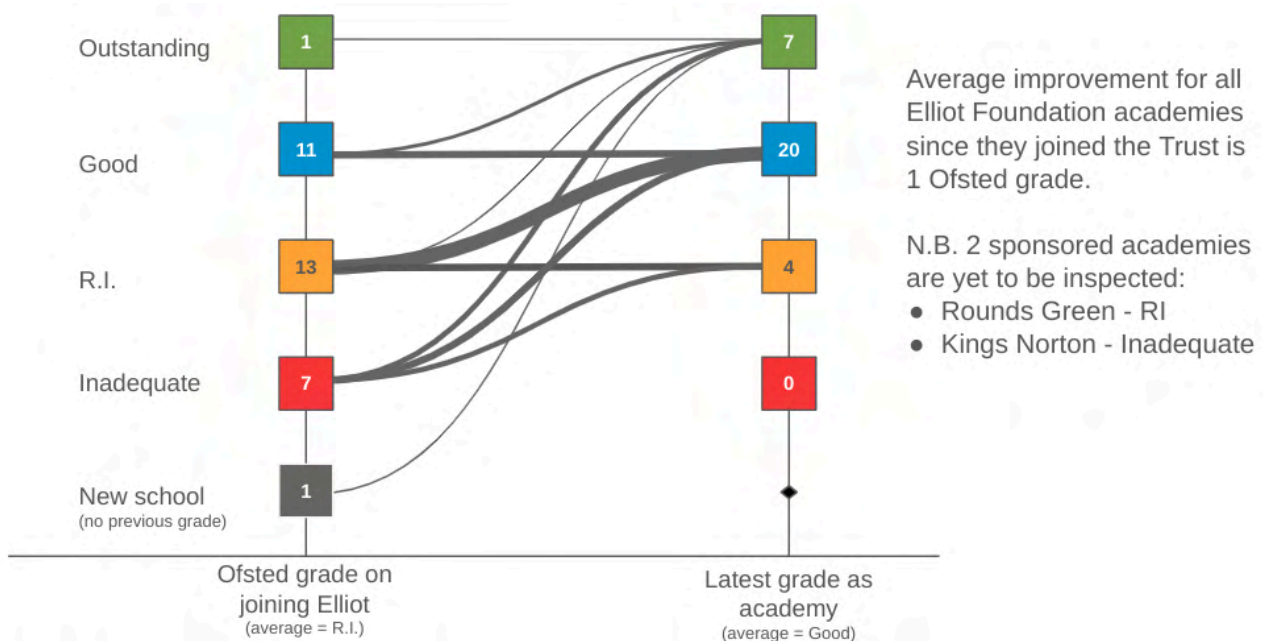 Outstanding
1
7
Good
11
20
R.I.
13
4
Inadequate
7
0
New school
(no previous grade)
1
Ofsted grade on
joining Elliot
(average = R.I.)
Latest grade as
academy
(average = Good)
Average improvement for all
Elliot Foundation academies
since they joined the Trust is
1 Ofsted grade.
N.B. 2 sponsored academies
are yet to be inspected:
● Rounds Green - RI
● Kings Norton - Inadequate